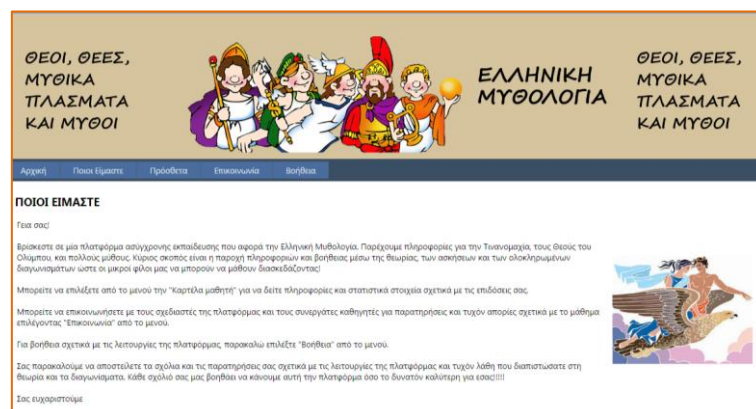 ΘΕΟΙ, ΘΕΕΣ,
ΜΥΘΙΚΑ
ΠΛΑΣΜΑΤΑ
ΚΑΙ ΜΥΘΟΙ
ΕΛΛΗΝΙΚΗ
ΜΥΘΟΛΟΓΙΑ
ΘΕΟΙ, ΘΕΕΣ,
ΜΥΘΙΚΑ
ΠΛΑΣΜΑΤΑ
ΚΑΙ ΜΥΘΟΙ
Αρχική Ποιοι Είμαστε Πρόσθετα Επικοινωνία Βοήθεια
ΠΟΙΟΙ ΕΙΜΑΣΤΕ
Γεια σας!
Βρίσκεστε σε μία πλατφόρμα ασύγχρονης εκπαίδευσης που αφορά την Ελληνική Μυθολογία. Παρέχουμε πληροφορίες για την Τιτανομαχία, τους Θεούς του
Ολύμπου, και πολλούς μύθους. Κύριος σκοπός είναι η παροχή πληροφοριών και βοήθειας μέσω της θεωρίας, των ασκήσεων και των ολοκληρωμένων
διαγωνισμάτων ώστε οι μικροί φίλοι μας να μπορούν να μάθουν διασκεδάζοντας!
Μπορείτε να επιλέξετε από το μενού την "Καρτέλα μαθητή" για να δείτε πληροφορίες και στατιστικά στοιχεία σχετικά με τις επιδόσεις σας.
Μπορείτε να επικοινωνήσετε με τους σχεδιαστές της πλατφόρμας και τους συνεργάτες καθηγητές για παρατηρήσεις και τυχόν απορίες σχετικά με το μάθημα
επιλέγοντας "Επικοινωνία" από το μενού.
Για βοήθεια σχετικά με τις λειτουργίες της πλατφόρμας, παρακαλώ επιλέξτε "Βοήθεια" από το μενού.
Σας παρακαλούμε να αποστείλετε τα σχόλια και τις παρατηρήσεις σας σχετικά με τις λειτουργίες της πλατφόρμας και τυχόν λάθη που διαπιστώσατε στη
θεωρία και τα διαγωνίσματα. Κάθε σχόλιό σας μας βοηθάει να κάνουμε αυτή την πλατφόρμα όσο το δυνατόν καλύτερη για εσας!!!!!
Σας ευχαριστούμε